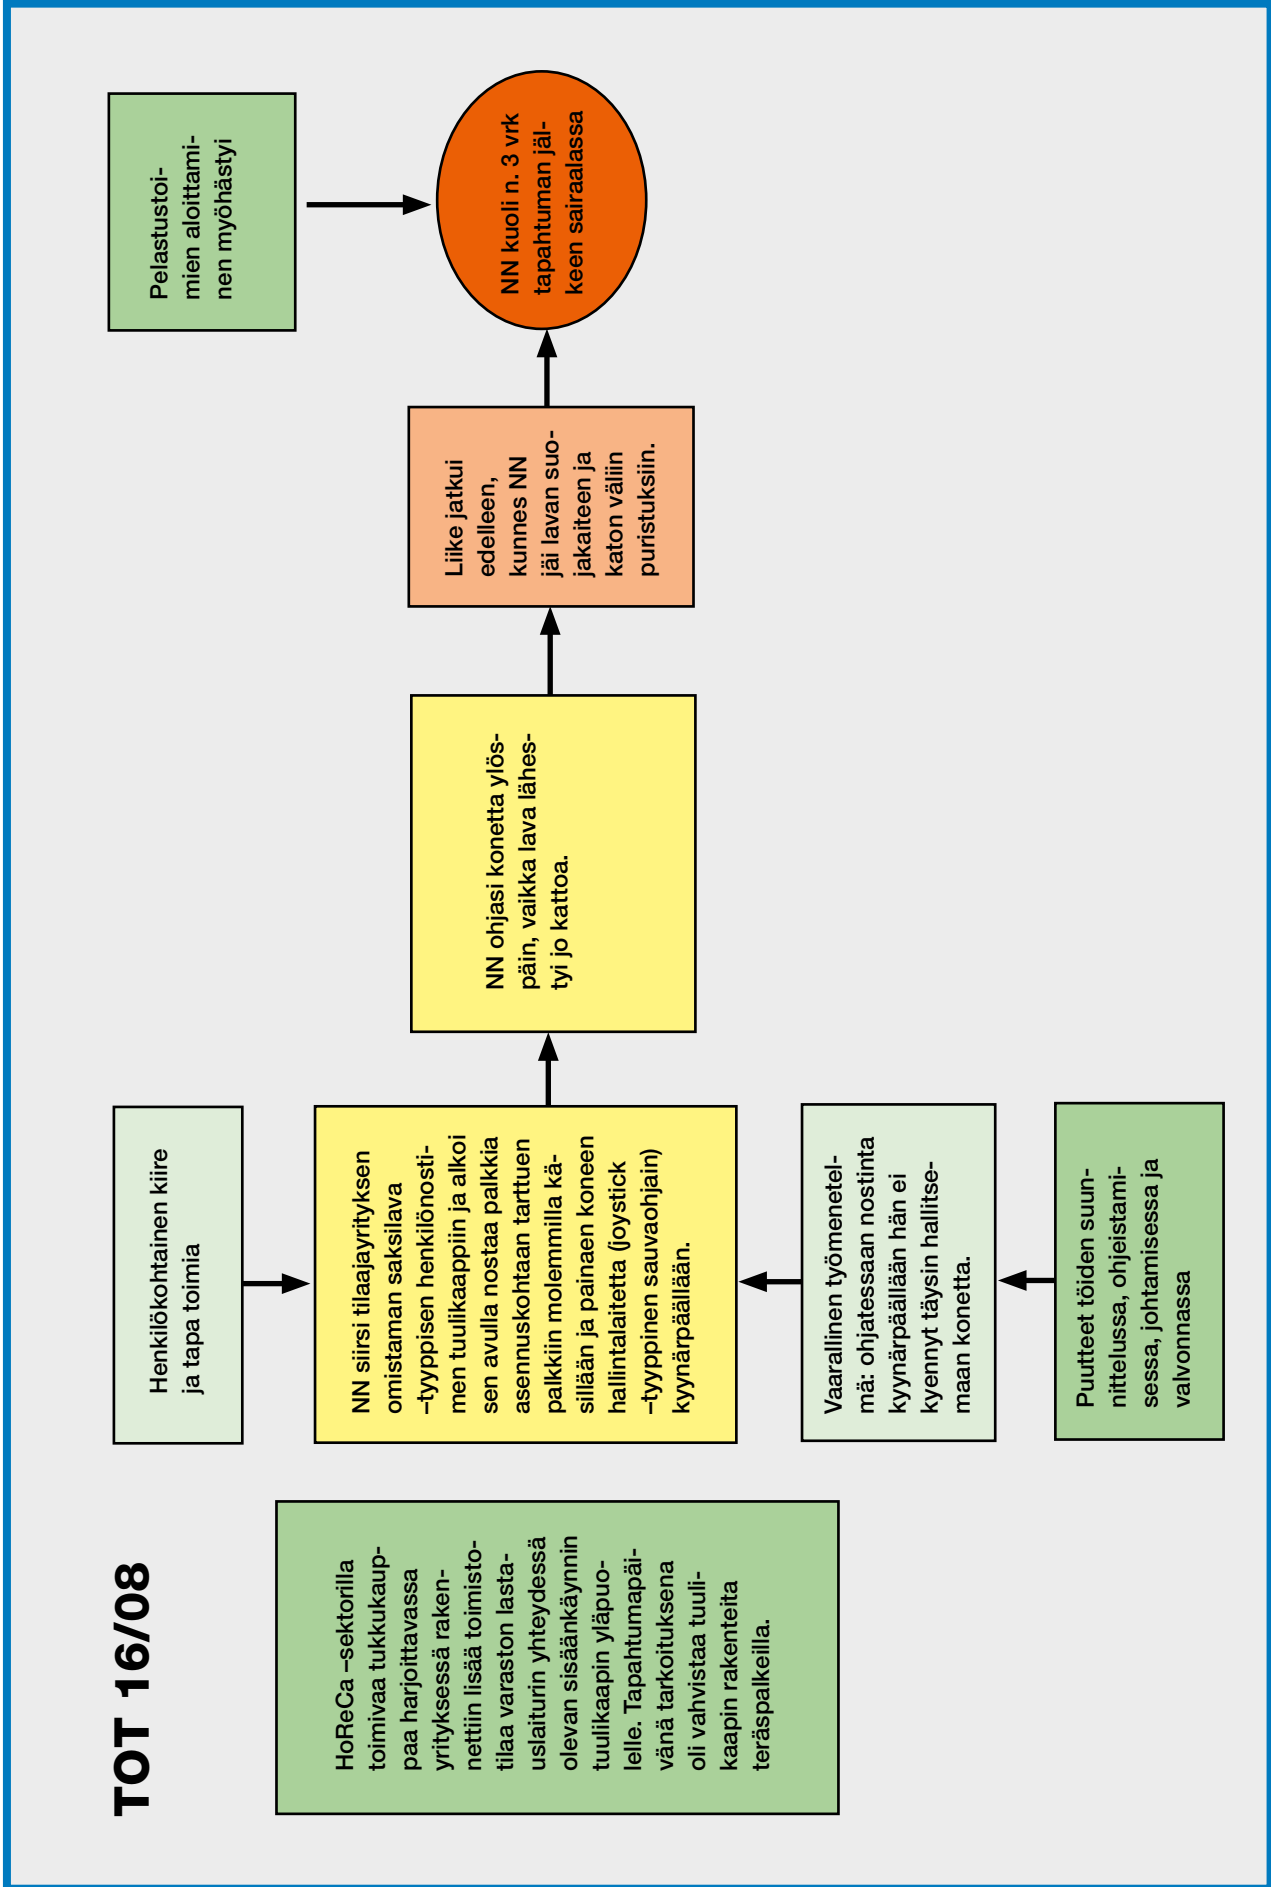 TOT 16/08
HoReCa –sektorilla
toimivaa tukkukaup-
paa harjoittavassa
yrityksessä raken-
nettiin lisää toimisto-
tilaa varaston lasta-
uslaiturin yhteydessä
olevan sisäänkäynnin
tuulikaapin yläpuo-
lelle. Tapahtumapäi-
vänä tarkoituksena
oli vahvistaa tuuli-
kaapin rakenteita
teräspalkeilla.
Henkilökohtainen kiire
ja tapa toimia
NN siirsi tilaajayrityksen
omistaman saksilava
–tyyppisen henkilönosti-
men tuulikaappiin ja alkoi
sen avulla nostaa palkkia
asennuskohtaan tarttuen
palkkiin molemmilla kä-
sillään ja painaen koneen
hallintalaitetta (joystick
–tyyppinen sauvaohjain)
kyynärpäällään.
Vaarallinen työmenetel-
mä: ohjatessaan nostinta
kyynärpäällään hän ei
kyennyt täysin hallitse-
maan konetta.
Puutteet töiden suun-
nittelussa, ohjeistami-
sessa, johtamisessa ja
valvonnassa
NN ohjasi konetta ylös-
päin, vaikka lava lähes-
tyi jo kattoa.
Liike jatkui
edelleen,
kunnes NN
jäi lavan suo-
jakaiteen ja
katon väliin
puristuksiin.
Pelastustoi-
mien aloittami-
nen myöhästyi
NN kuoli n. 3 vrk
tapahtuman jäl-
keen sairaalassa